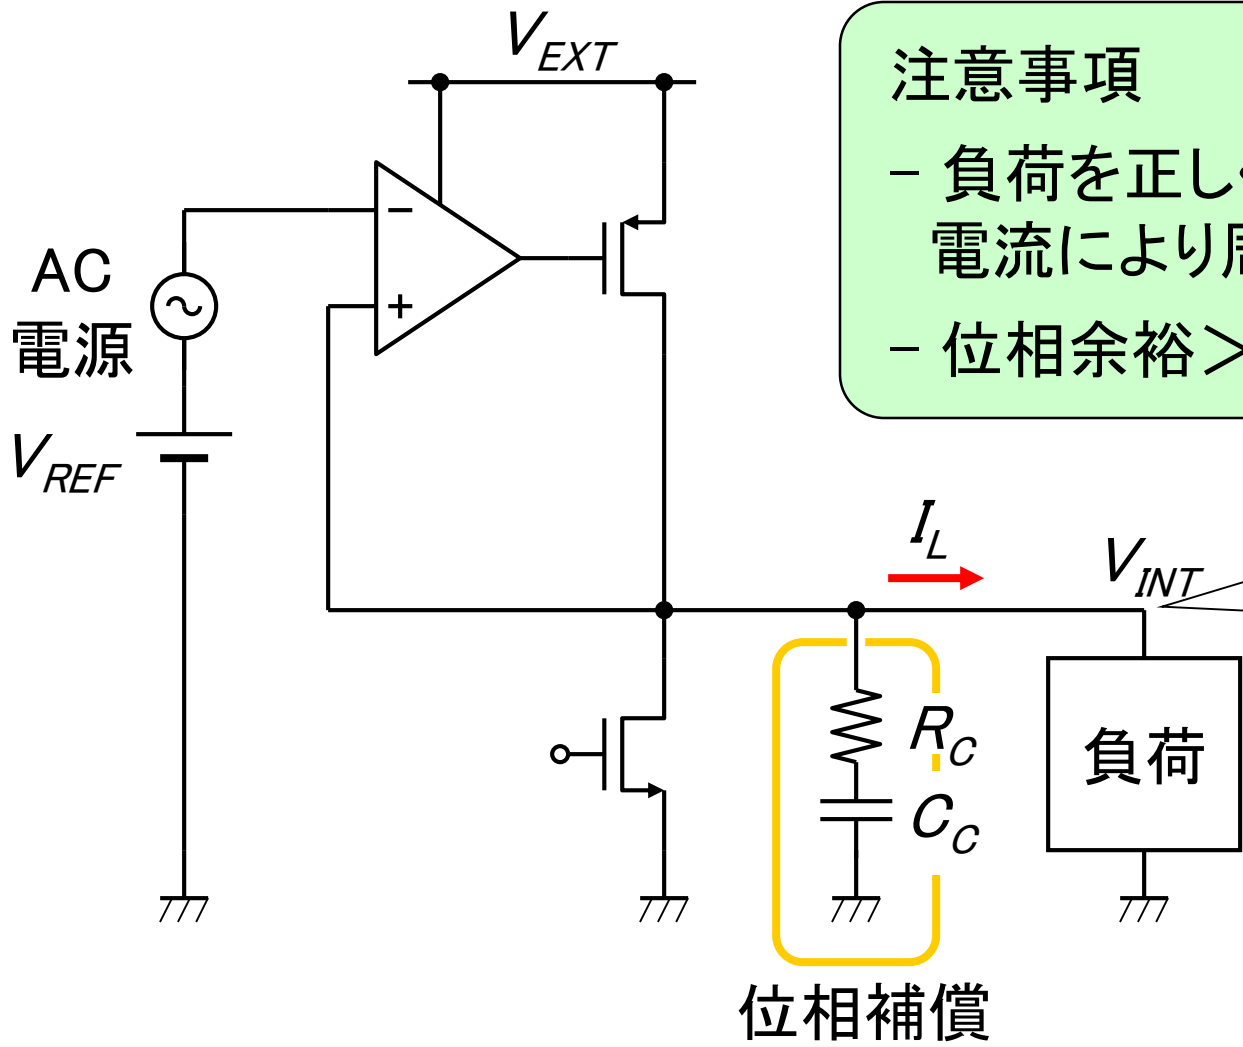 V_EXT
注意事項
− 負荷を正し
電流により
− 位相余裕＞
−
+
AC
電源
V_REF
I_L
V_INT
R_C
C_C
負荷
位相補償